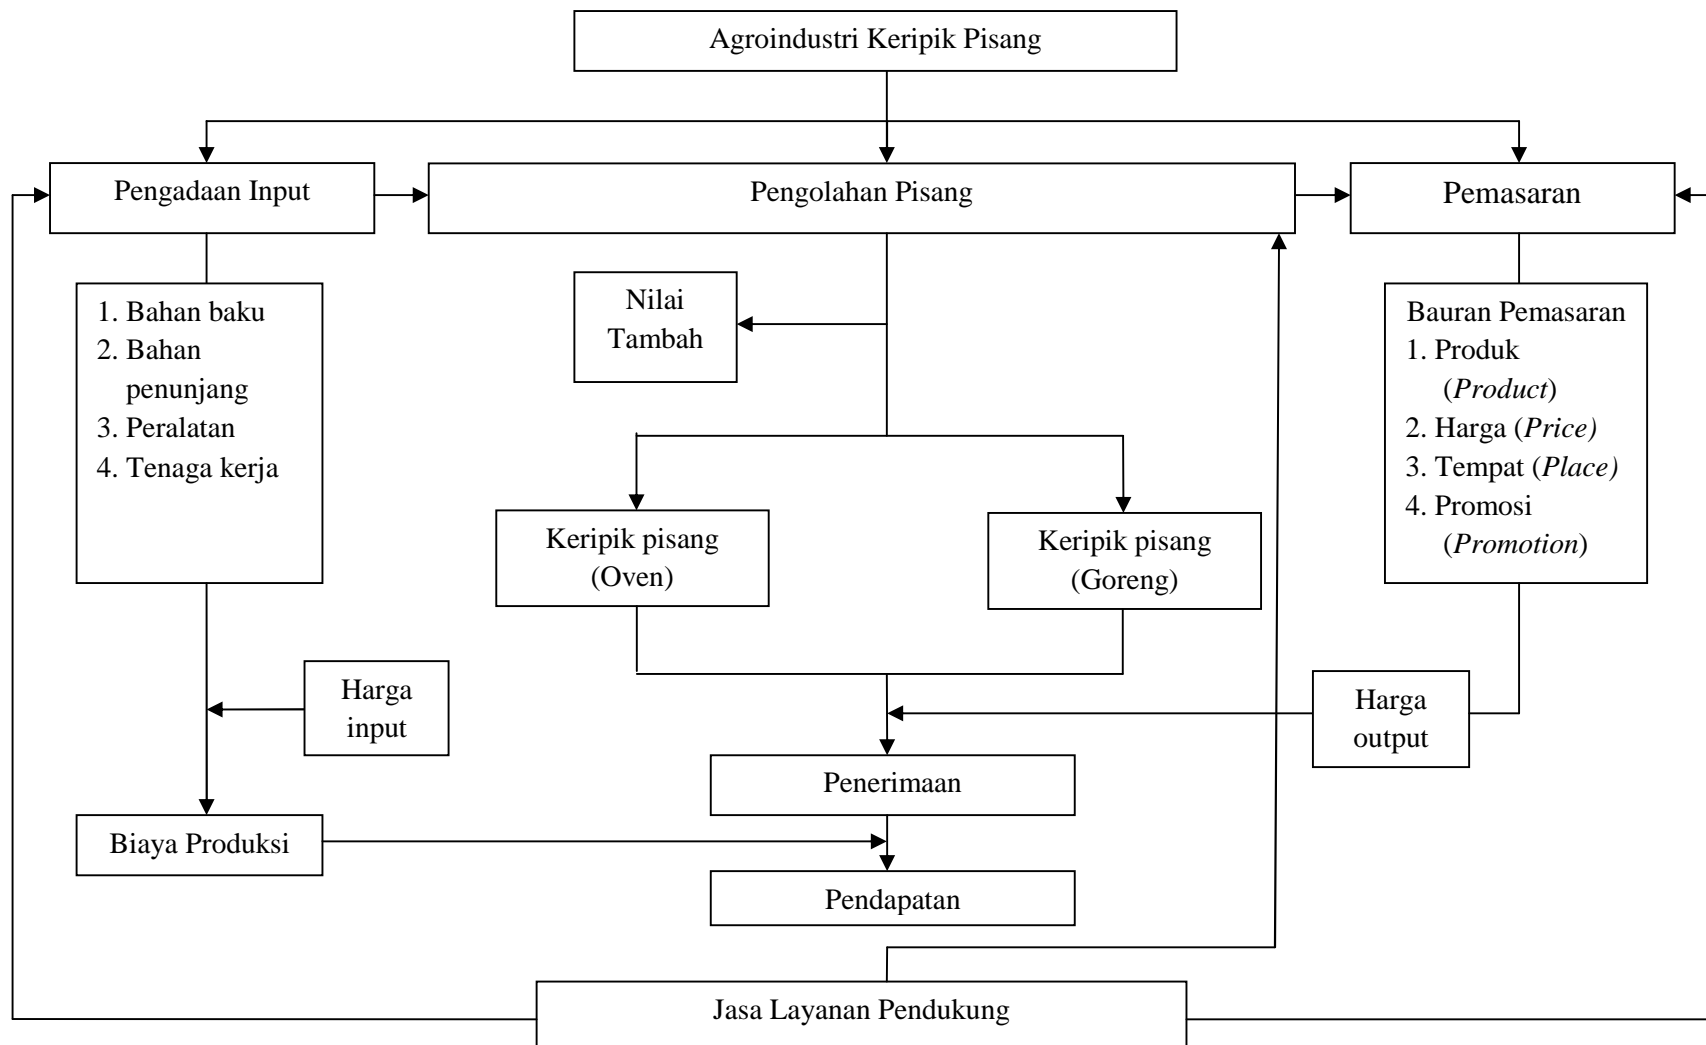 Agroindustri Keripik Pisang
Pengadaan Input
Pengolahan Pisang
Pemasaran
1. Bahan baku
2. Bahan
penunjang
3. Peralatan
4. Tenaga kerja
Nilai
Tambah
Bauran Pemasaran
1. Produk
(Product)
2. Harga (Price)
3. Tempat (Place)
4. Promosi
(Promotion)
Keripik pisang
(Oven)
Keripik pisang
(Goreng)
Harga
input
Harga
output
Penerimaan
Biaya Produksi
Pendapatan
Jasa Layanan Pendukung